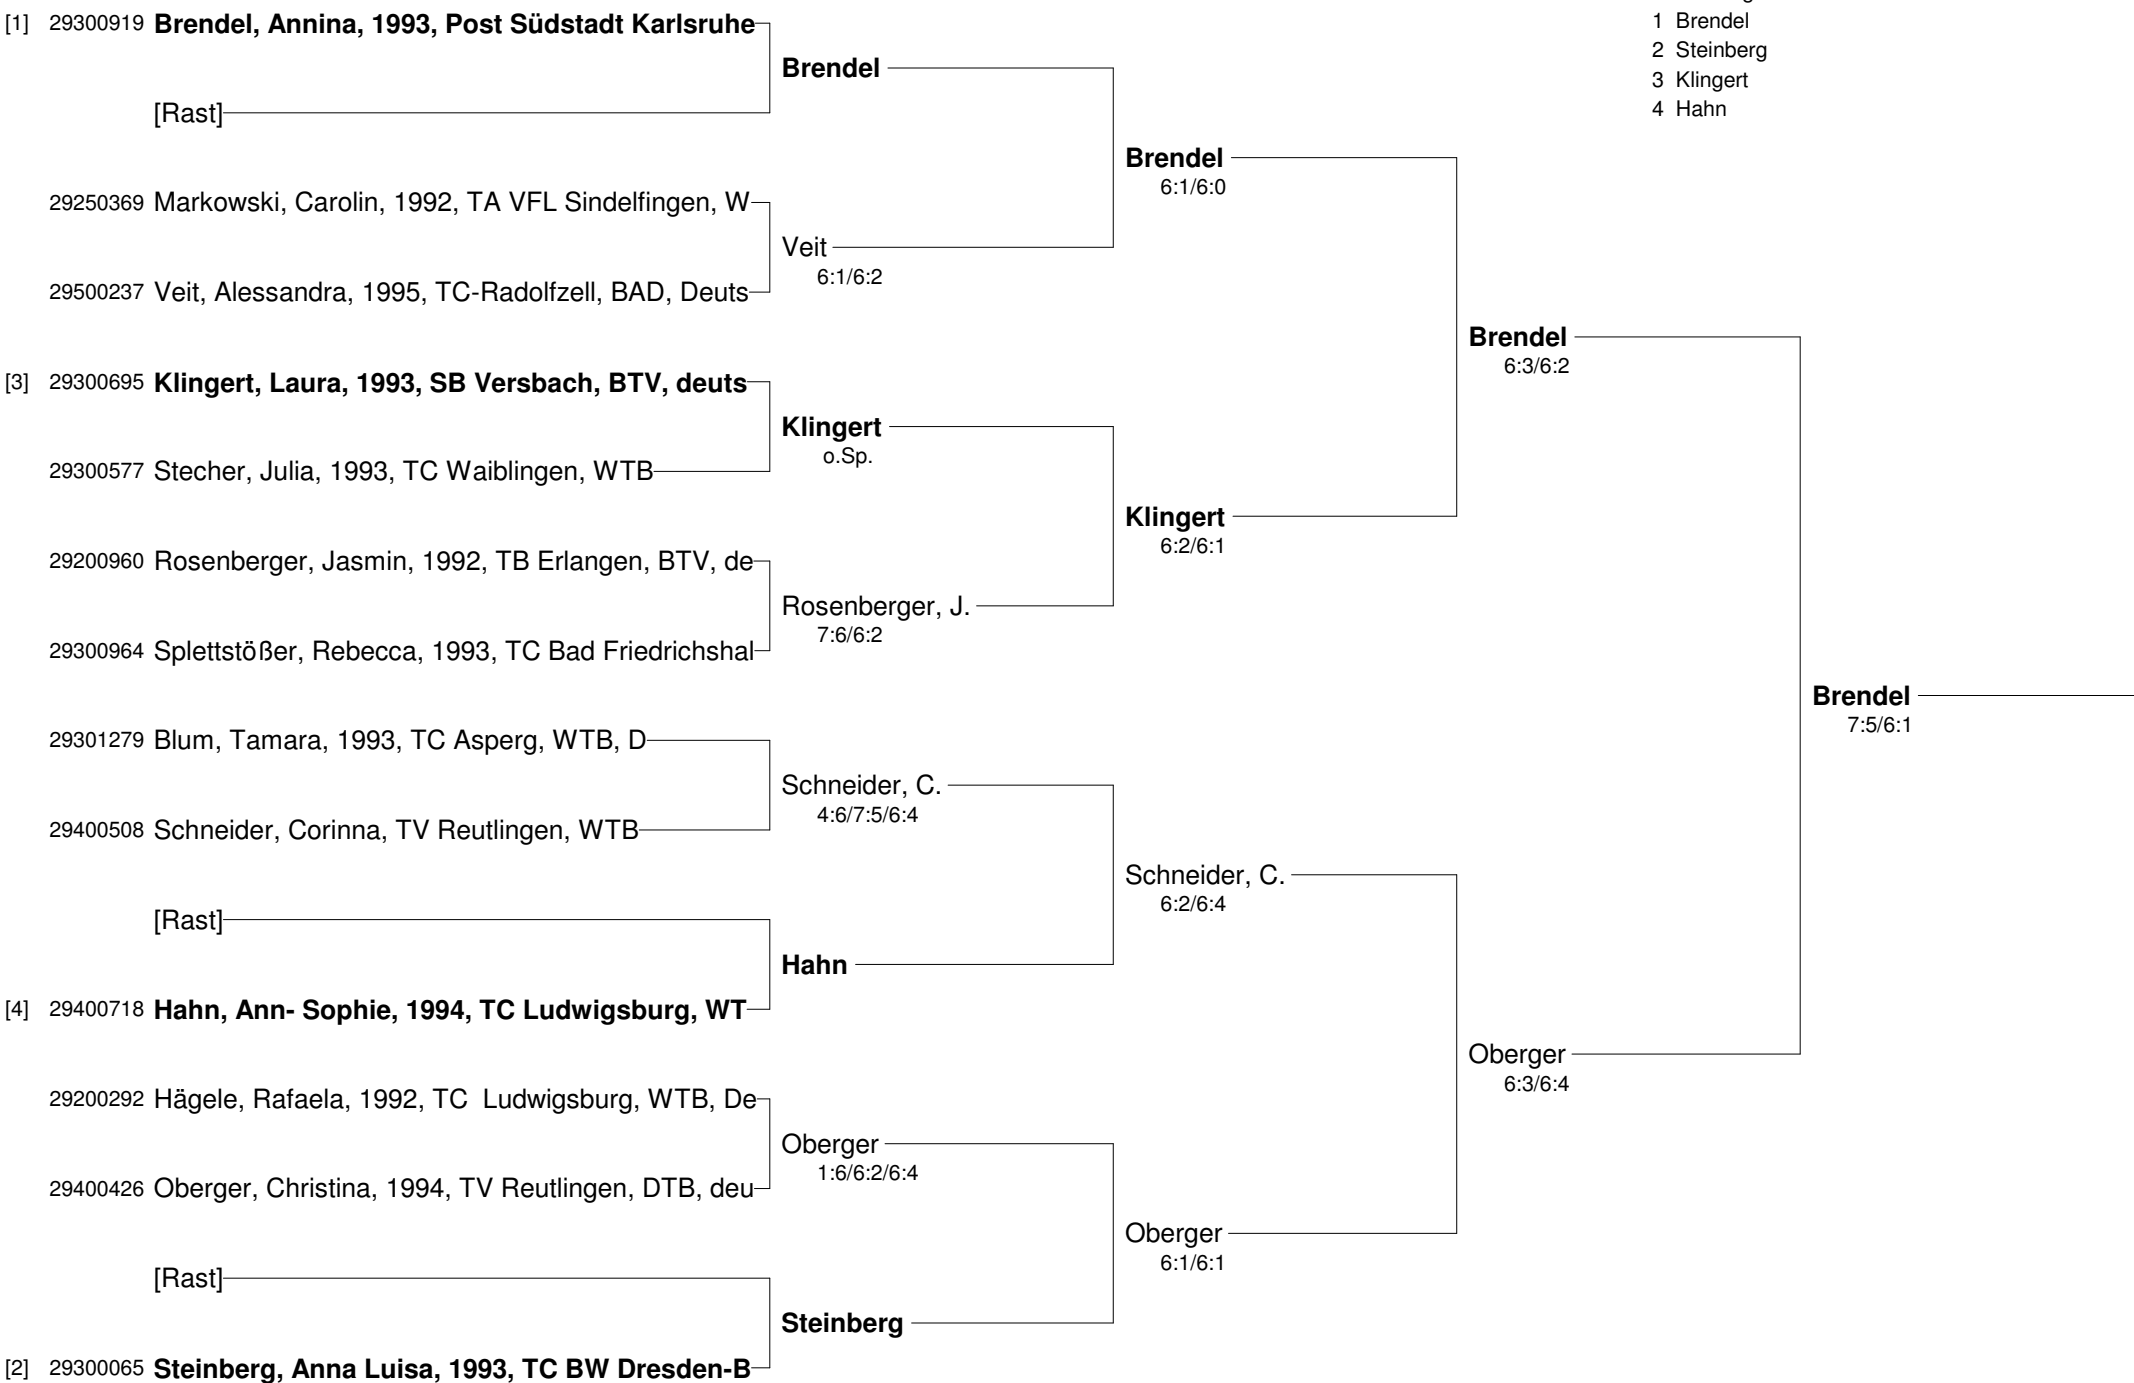 [1] 29300919 Brendel, Annina, 1993, Post Südstadt Karlsruhe
1 Brendel
2 Steinberg
3 Klingert
4 Hahn
Brendel
[Rast]
Brendel
6:1/6:0
29250369 Markowski, Carolin, 1992, TA VFL Sindelfingen, W
Veit
6:1/6:2
29500237 Veit, Alessandra, 1995, TC-Radolfzell, BAD, Deuts
Brendel
6:3/6:2
[3] 29300695 Klingert, Laura, 1993, SB Versbach, BTV, deuts
Klingert
o.Sp.
29300577 Stecher, Julia, 1993, TC Waiblingen, WTB
Klingert
6:2/6:1
29200960 Rosenberger, Jasmin, 1992, TB Erlangen, BTV, de
Rosenberger, J.
7:6/6:2
29300964 Splettstößer, Rebecca, 1993, TC Bad Friedrichshal
Brendel
7:5/6:1
29301279 Blum, Tamara, 1993, TC Asperg, WTB, D
Schneider, C.
4:6/7:5/6:4
29400508 Schneider, Corinna, TV Reutlingen, WTB
Schneider, C.
6:2/6:4
[Rast]
Hahn
[4] 29400718 Hahn, Ann- Sophie, 1994, TC Ludwigsburg, WT
Oberger
6:3/6:4
29200292 Hägele, Rafaela, 1992, TC  Ludwigsburg, WTB, De
Oberger
1:6/6:2/6:4
29400426 Oberger, Christina, 1994, TV Reutlingen, DTB, deu
Oberger
6:1/6:1
[Rast]
Steinberg
[2] 29300065 Steinberg, Anna Luisa, 1993, TC BW Dresden-B